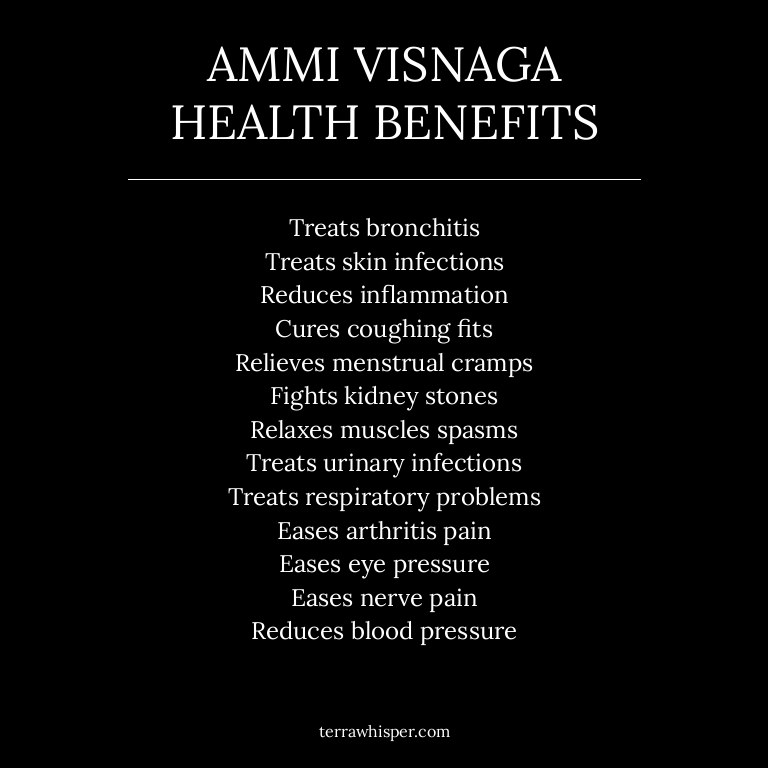 AMMI VISNAGA
HEALTH BENEFITS
Treats bronchitis
Treats skin infections
Reduces inflammation
Cures coughing fits
Relieves menstrual cramps
Fights kidney stones
Relaxes muscles spasms
Treats urinary infections
Treats respiratory problems
Eases arthritis pain
Eases eye pressure
Eases nerve pain
Reduces blood pressure
terrawhisper.com